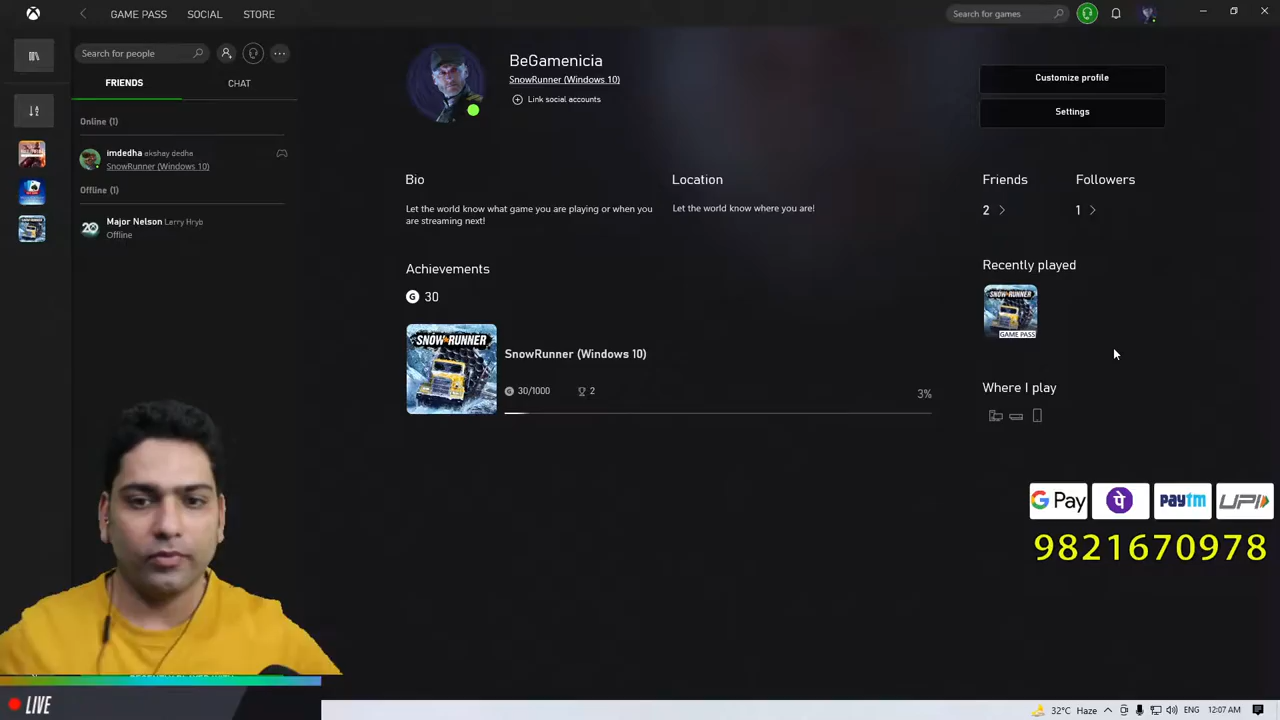 GAME PASS
SOCIAL
STORE
Search for games
Search for people
FRIENDS
CHAT
Online (1)
imdedha akshay dedha
SnowRunner (Windows 10)
Offline (1)
Major Nelson Larry Hryb
Offline
BeGamenicia
SnowRunner (Windows 10)
Link social accounts
Customize profile
Settings
Bio
Let the world know what game you are playing or when you
are streaming next!
Location
Let the world know where you are!
Friends
2
Followers
1
Achievements
G 30
SNOWRUNNER
SnowRunner (Windows 10)
G 30/1000
2
3%
Recently played
SNOWRUNNER
GAME PASS
Where I play
G Pay
पे
paytm
UPI
9821670978
LIVE
32°C Haze
ENG
12:07 AM